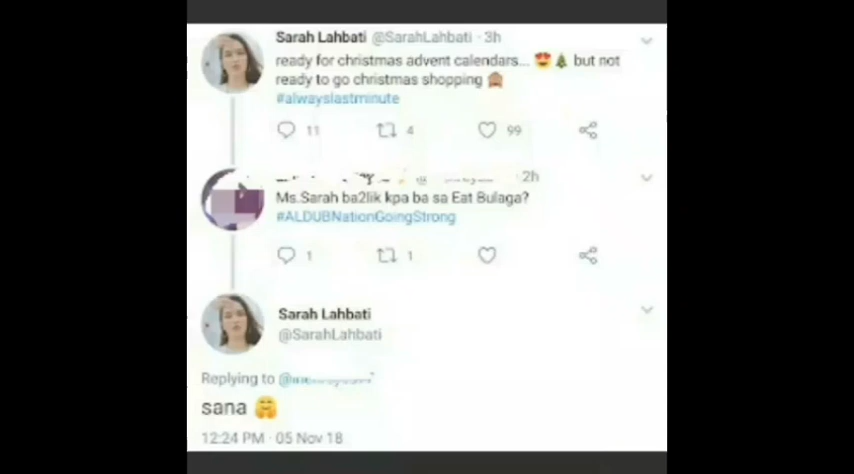 Sarah Lahbati @SarahLahbati · 3h
ready for christmas advent calendars... 😍🎄 but not
ready to go christmas shopping 🙈
#alwayslastminute
11 4 99
2h
Ms.Sarah ba2lik kpa ba sa Eat Bulaga?
#ALDUBNationGoingStrong
1 1
Sarah Lahbati
@SarahLahbati
Replying to
sana 🤗
12:24 PM · 05 Nov 18